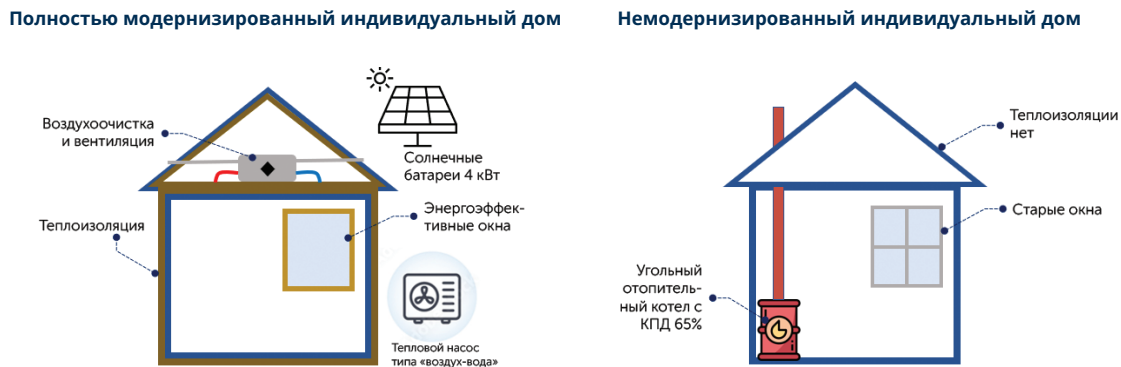 Полностью модернизированный индивидуальный дом
Воздухоочистка
и вентиляция
Солнечные
батареи 4 кВт
Теплоизоляция
Энергоэффек-
тивные окна
Тепловой насос
типа «воздух-вода»
Немодернизированный индивидуальный дом
Теплоизоляции
нет
Старые окна
Угольный
отопитель-
ный котел с
КПД 65%